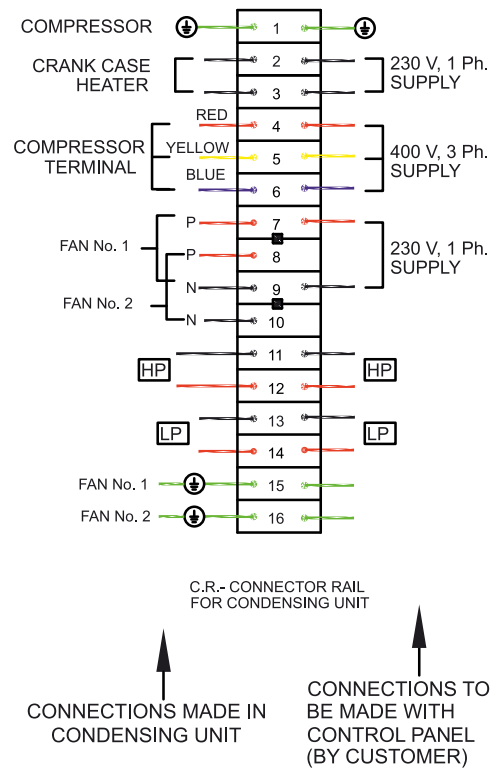 COMPRESSOR
1
CRANK CASE
HEATER
2
3
230 V, 1 Ph.
SUPPLY
COMPRESSOR
TERMINAL
RED
4
YELLOW
5
BLUE
6
400 V, 3 Ph.
SUPPLY
FAN No. 1
P
7
P
8
230 V, 1 Ph.
SUPPLY
FAN No. 2
N
9
N
10
HP
11
12
HP
LP
13
14
LP
FAN No. 1
15
FAN No. 2
16
C.R.- CONNECTOR RAIL
FOR CONDENSING UNIT
CONNECTIONS MADE IN
CONDENSING UNIT
CONNECTIONS TO
BE MADE WITH
CONTROL PANEL
(BY CUSTOMER)